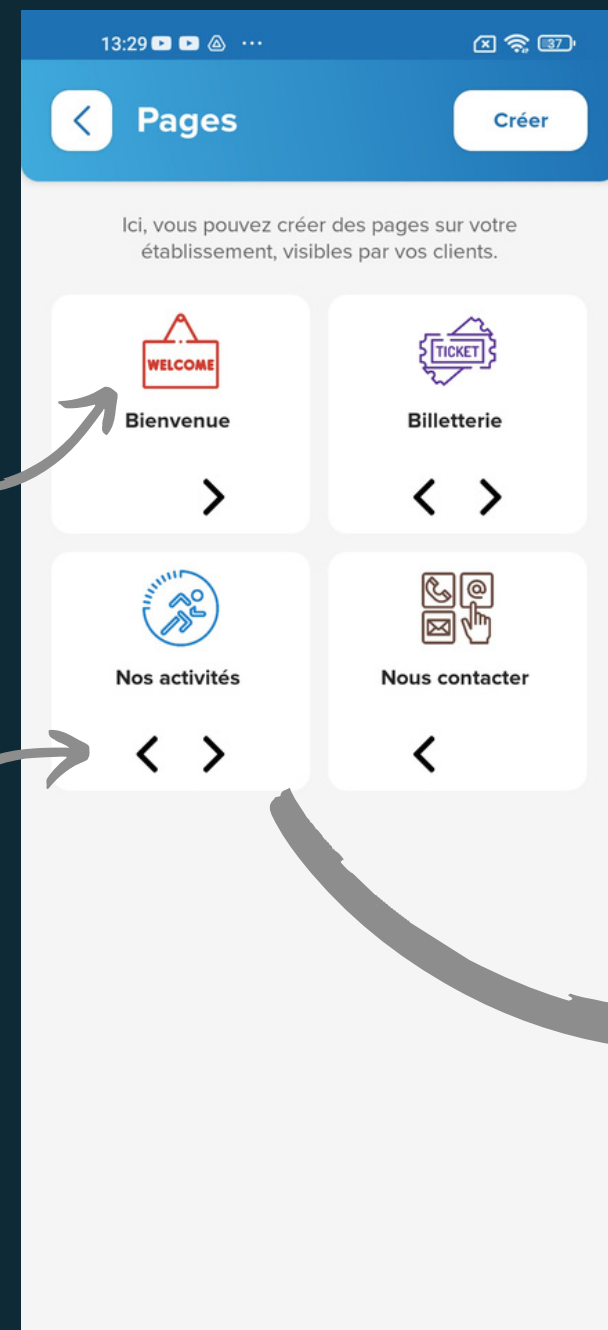 13:29
37
Pages
Créer
Ici, vous pouvez créer des pages sur votre
établissement, visibles par vos clients.
WELCOME
TICKET
Bienvenue
Billetterie
@
Nos activités
Nous contacter